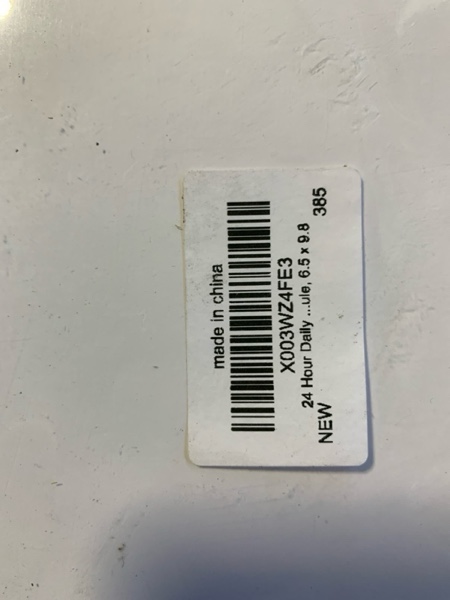 made in china
X003WZ4FE3
24 Hour Daily ...ule, 6.5 x 9.8
NEW 385